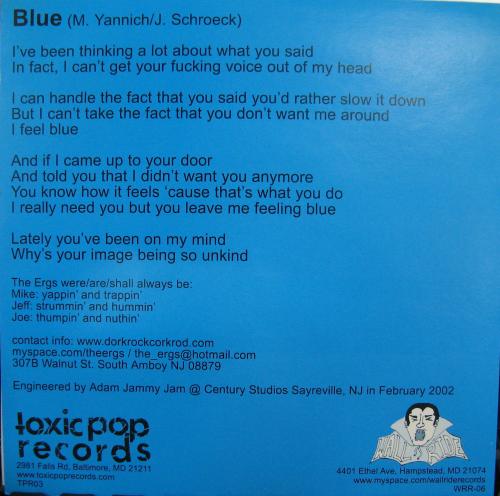 Blue (M. Yannich/J. Schroeck)
I've been thinking a lot about what you said
In fact, I can't get your fucking voice out of my head
I can handle the fact that you said you'd rather slow it down
But I can't take the fact that you don't want me around
I feel blue
And if I came up to your door
And told you that I didn't want you anymore
You know how it feels 'cause that's what you do
I really need you but you leave me feeling blue
Lately you've been on my mind
Why's your image being so unkind
The Ergs were/are/shall always be:
Mike: yappin' and trappin'
Jeff: strummin' and hummin'
Joe: thumpin' and nuthin'
contact info: www.dorkrockcorkrod.com
myspace.com/theergs / the_ergs@hotmail.com
307B Walnut St. South Amboy NJ 08879
Engineered by Adam Jammy Jam @ Century Studios Sayreville, NJ in February 2002
toxic pop
records
2981 Falls Rd, Baltimore, MD 21211
www.toxicpoprecords.com
TPR03
WALL RIDE
4401 Ethel Ave, Hampstead, MD 21074
www.myspace.com/wallriderecords
WRR-06